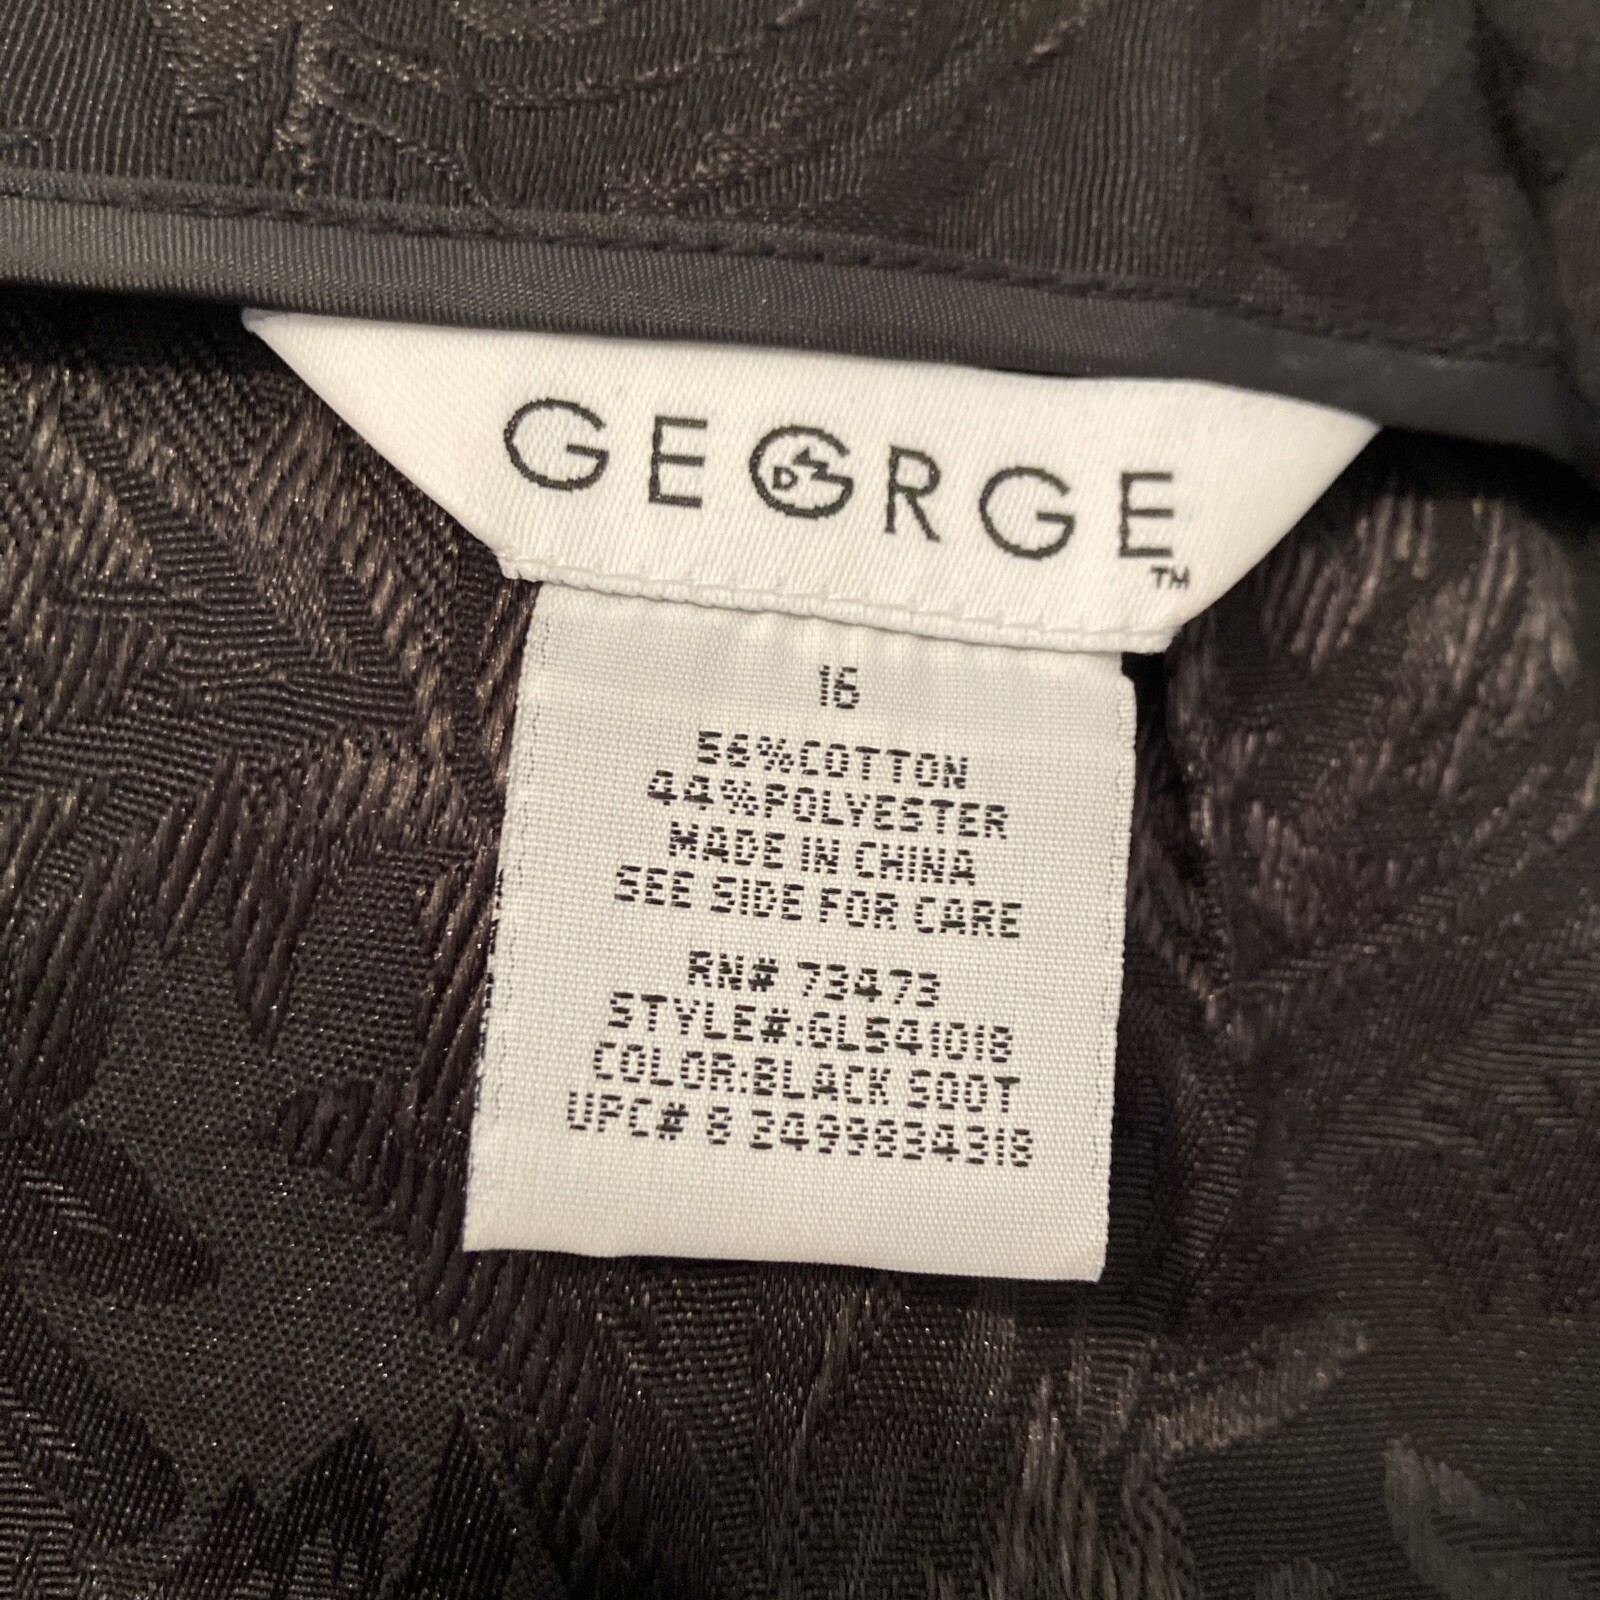 GEORGE
TM
16
56%COTTON
44%POLYESTER
MADE IN CHINA
SEE SIDE FOR CARE
RN# 73473
STYLE#:GL541018
COLOR:BLACK SOOT
UPC# 8 2499834318